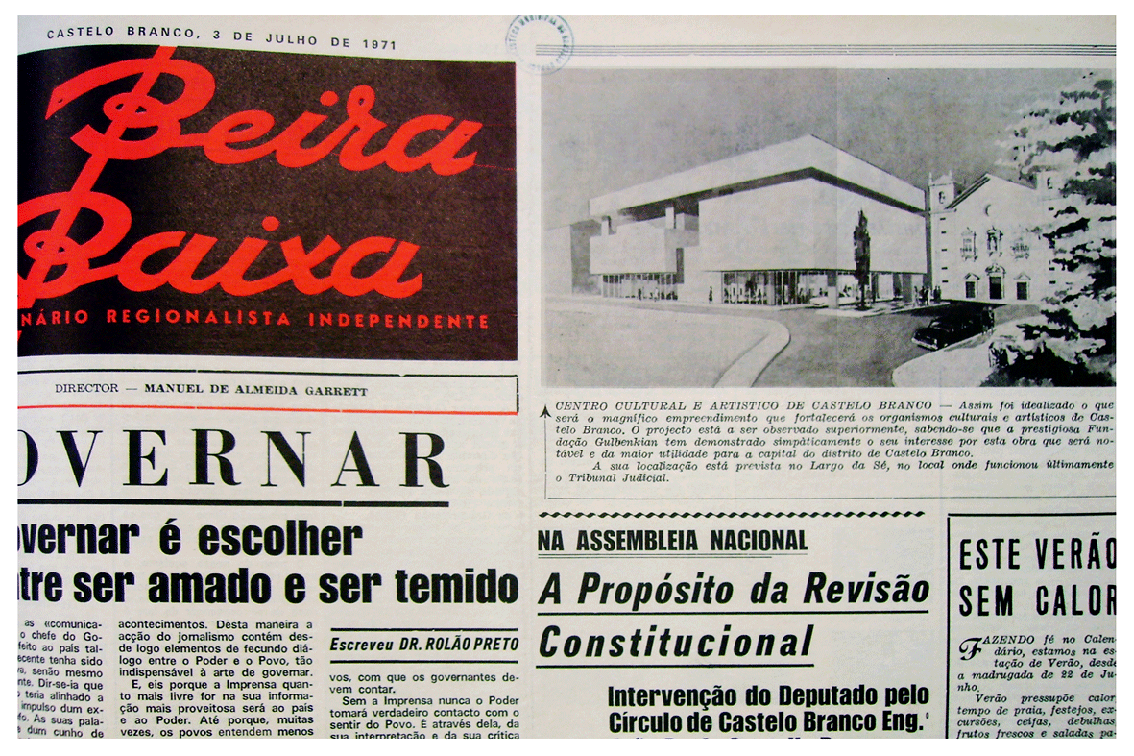 CASTELO BRANCO, 3 DE JULHO DE 1971
Beira
Baixa
NÁRIO REGIONALISTA INDEPENDENTE
DIRECTOR — MANUEL DE ALMEIDA GARRETT
OVERNAR
overnar é escolher
tre ser amado e ser temido
as «comunica-
o chefe do Go-
feito ao país tal-
ecente tenha sido
senão mesmo
nte. Dir-se-ia que
teria alinhado a
impulso dum ex-
As suas pala-
dum cunho de
acontecimentos. Desta maneira a
acção do jornalismo contém des-
de logo elementos de fecundo diá-
logo entre o Poder e o Povo, tão
indispensável à arte de governar.
E, eis porque a Imprensa quan-
to mais livre for na sua informa-
ção mais proveitosa será ao país
e ao Poder. Até porque, muitas
vezes, os povos entendem menos
Escreveu DR. ROLÃO PRETO
vos, com que os governantes de-
vem contar.
Sem a Imprensa nunca o Poder
tomará verdadeiro contacto com o
sentir do Povo. É através dela, da
sua interpretação e da sua crítica
CENTRO CULTURAL E ARTISTICO DE CASTELO BRANCO — Assim foi idealizado o que
será o magnífico empreendimento que fortalecerá os organismos culturais e artísticos de Cas-
telo Branco. O projecto está a ser observado superiormente, sabendo-se que a prestigiosa Fun-
dação Gulbenkian tem demonstrado simpàticamente o seu interesse por esta obra que será no-
tável e da maior utilidade para a capital do distrito de Castelo Branco.
A sua localização está prevista no Largo da Sé, no local onde funcionou ùltimamente
o Tribunal Judicial.
NA ASSEMBLEIA NACIONAL
A Propósito da Revisão
Constitucional
Intervenção do Deputado pelo
Círculo de Castelo Branco Eng.
ESTE VERÃO
SEM CALOR
FAZENDO fé no Calen-
dário, estamos na es-
tação de Verão, desde
a madrugada de 22 de Ju-
nho.
Verão pressupõe calor,
tempo de praia, festejos, ex-
cursões, ceifas, debulhas,
frutos frescos e saladas pa-